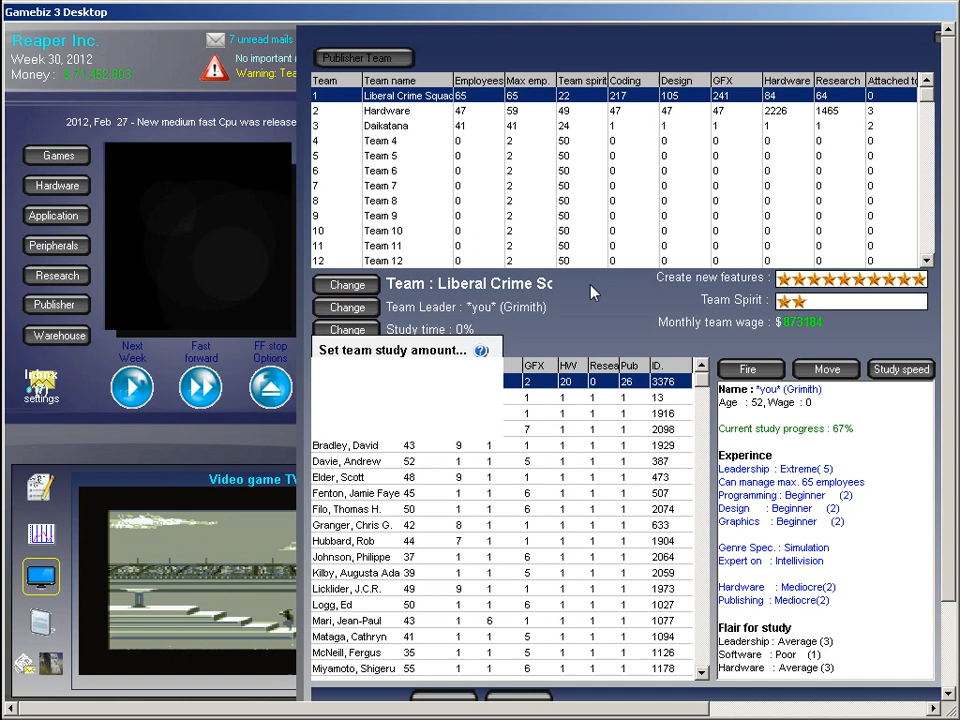 Gamebiz 3 Desktop
Reaper Inc.
Week 30, 2012
Money : $ 71.462.003
7 unread mails
No important
Warning: Tea
2012, Feb 27 - New medium fast Cpu was release
Games
Hardware
Application
Peripherals
Research
Publisher
Warehouse
Next Week
Fast forward
FF stop Options
Inbox settings
Video game TV
Publisher Team
Team Team name Employees Max emp. Team spirit Coding Design GFX Hardware Research Attached to
1 Liberal Crime Squad 65 65 22 217 105 241 84 64 0
2 Hardware 47 59 49 47 47 47 2226 1465 3
3 Daikatana 41 41 24 1 1 1 1 1 2
4 Team 4 0 2 50 0 0 0 0 0 0
5 Team 5 0 2 50 0 0 0 0 0 0
6 Team 6 0 2 50 0 0 0 0 0 0
7 Team 7 0 2 50 0 0 0 0 0 0
8 Team 8 0 2 50 0 0 0 0 0 0
9 Team 9 0 2 50 0 0 0 0 0 0
10 Team 10 0 2 50 0 0 0 0 0 0
11 Team 11 0 2 50 0 0 0 0 0 0
12 Team 12 0 2 50 0 0 0 0 0 0
Change Team : Liberal Crime Sc
Change Team Leader : *you* (Grimith)
Change Study time : 0%
Create new features :
Team Spirit :
Monthly team wage : $873184
Set team study amount... ?
GFX HW Resea Pub ID.
2 20 0 26 3376
1 1 1 1 13
1 1 1 1 1916
7 1 1 1 2098
Bradley, David 43 9 1 1 1 1 1 1929
Davie, Andrew 52 1 1 5 1 1 1 387
Elder, Scott 48 9 1 1 1 1 1 473
Fenton, Jamie Faye 45 1 1 6 1 1 1 507
Filo, Thomas H. 50 1 1 6 1 1 1 2074
Granger, Chris G. 42 8 1 1 1 1 1 633
Hubbard, Rob 44 7 1 1 1 1 1 1904
Johnson, Philippe 37 1 1 6 1 1 1 2064
Kilby, Augusta Ada 39 1 1 5 1 1 1 2059
Licklider, J.C.R. 49 9 1 1 1 1 1 1973
Logg, Ed 50 1 1 6 1 1 1 1027
Mari, Jean-Paul 43 1 6 1 1 1 1 1077
Mataga, Cathryn 41 1 1 5 1 1 1 1094
McNeill, Fergus 35 1 1 5 1 1 1 1126
Miyamoto, Shigeru 55 1 1 6 1 1 1 1178
Fire
Move
Study speed
Name : *you* (Grimith)
Age : 52, Wage : 0
Current study progress : 67%
Experince
Leadership : Extreme( 5)
Can manage max. 65 employees
Programming : Beginner (2)
Design : Beginner (2)
Graphics : Beginner (2)
Genre Spec. : Simulation
Expert on : Intellivision
Hardware : Mediocre(2)
Publishing : Mediocre(2)
Flair for study
Leadership : Average (3)
Software : Poor (1)
Hardware : Average (3)